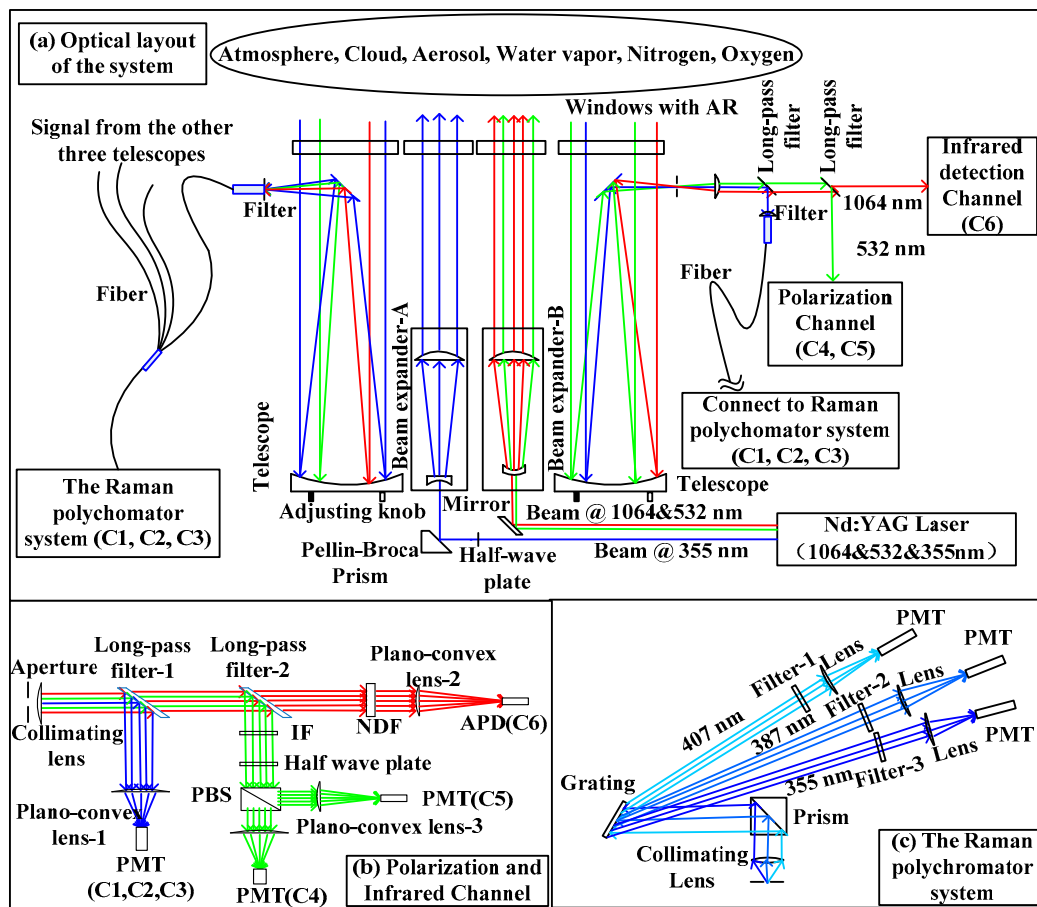 (a) Optical layout
of the system
Atmosphere, Cloud, Aerosol, Water vapor, Nitrogen, Oxygen
Signal from the other
three telescopes
Windows with AR
Long-pass
filter
Long-pass
filter
Infrared
detection
Channel
(C6)
Filter
Filter
1064 nm
532 nm
Fiber
Fiber
Polarization
Channel
(C4, C5)
Beam expander-A
Beam expander-B
Telescope
Connect to Raman
polychomator system
(C1, C2, C3)
The Raman
polychomator
system (C1, C2, C3)
Adjusting knob
Mirror
Telescope
Beam @ 1064&532 nm
Pellin-Broca
Prism
Half-wave
plate
Beam @ 355 nm
Nd:YAG Laser
（1064&532&355nm）
Aperture
Long-pass
filter-1
Long-pass
filter-2
Plano-convex
lens-2
Collimating
lens
IF
NDF
APD(C6)
Half wave plate
PBS
PMT(C5)
Plano-convex
lens-1
Plano-convex lens-3
PMT
(C1,C2,C3)
PMT(C4)
(b) Polarization and
Infrared Channel
PMT
PMT
PMT
Filter-1
Lens
Filter-2
Lens
Filter-3
Lens
407 nm
387 nm
355 nm
Grating
Prism
Collimating
Lens
(c) The Raman
polychromator
system